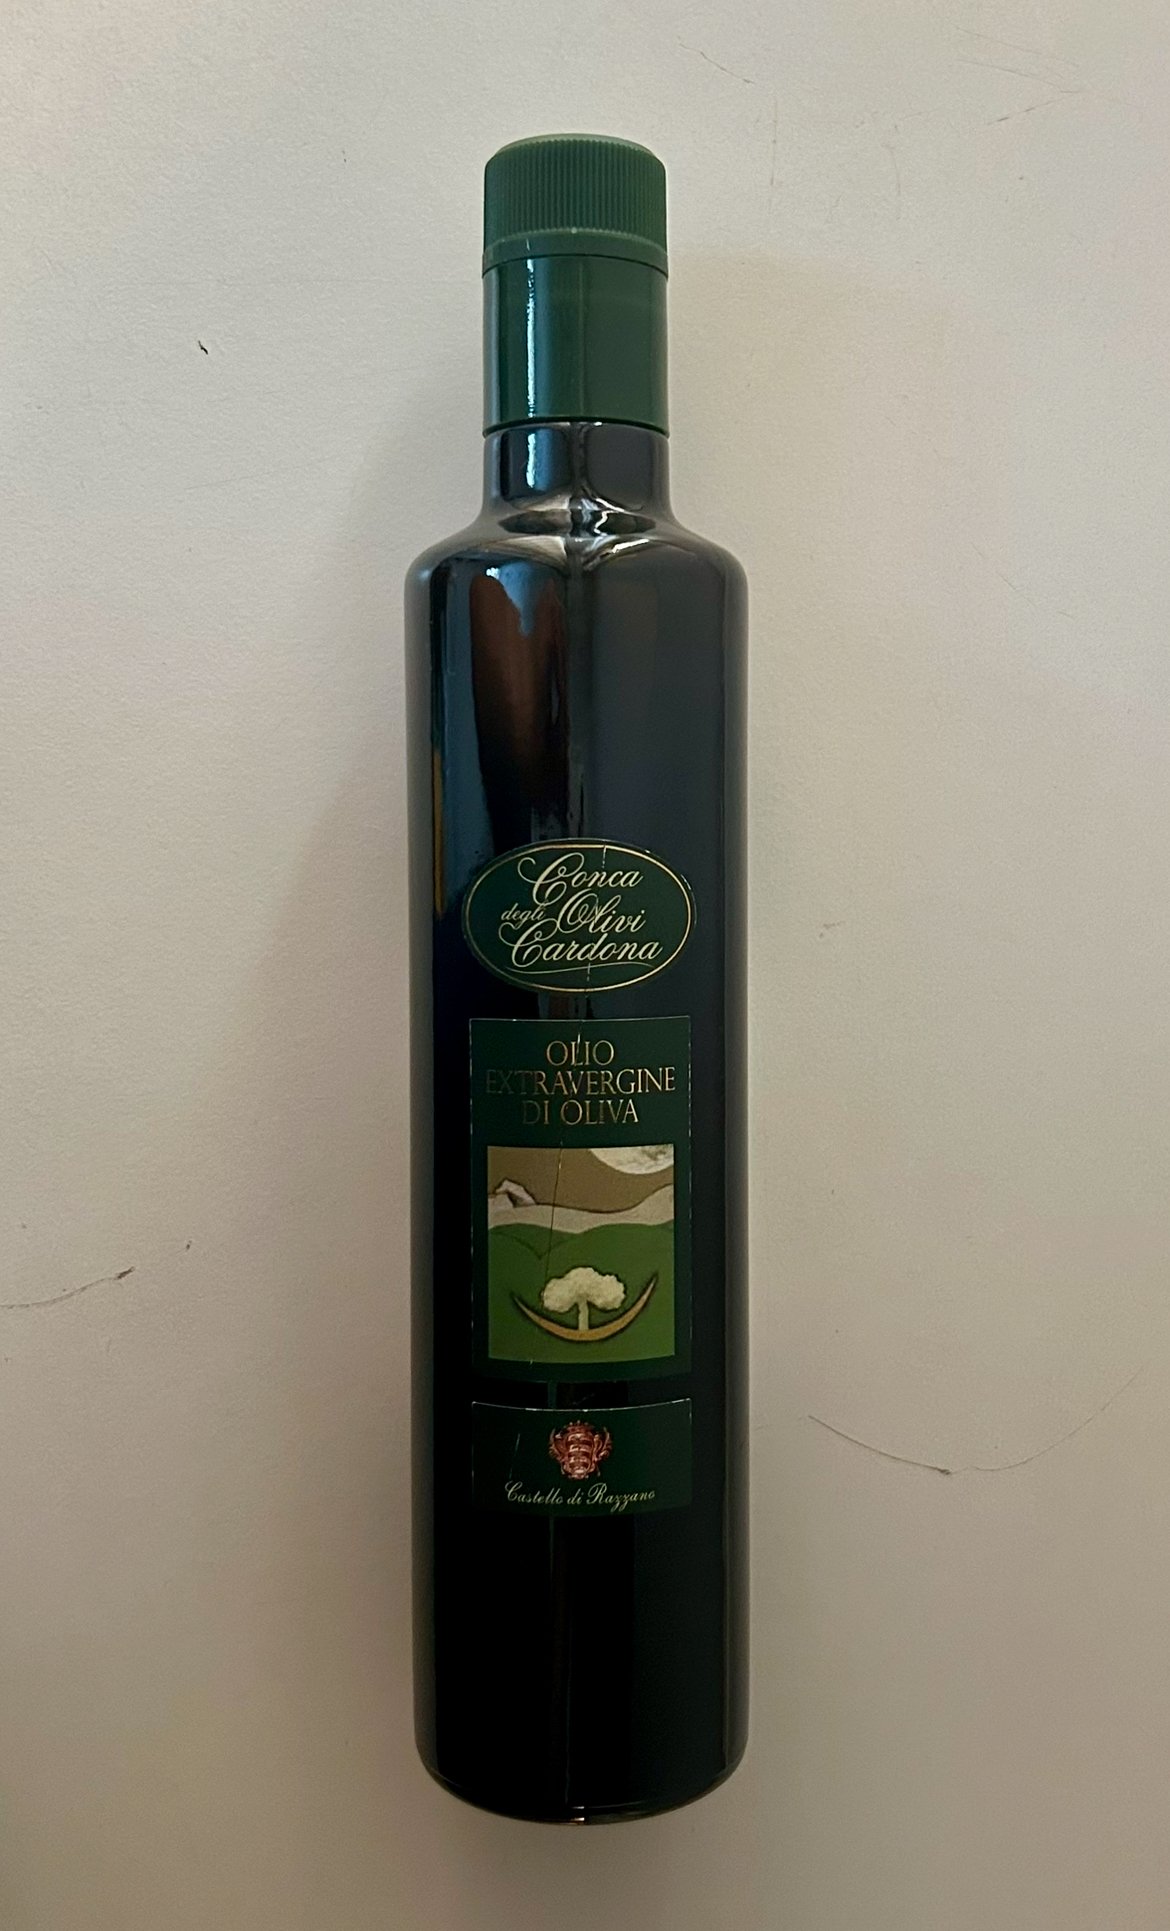 Conca
degli Olivi
Cardona
OLIO
EXTRAVERGINE
DI OLIVA
Castello di Razzano